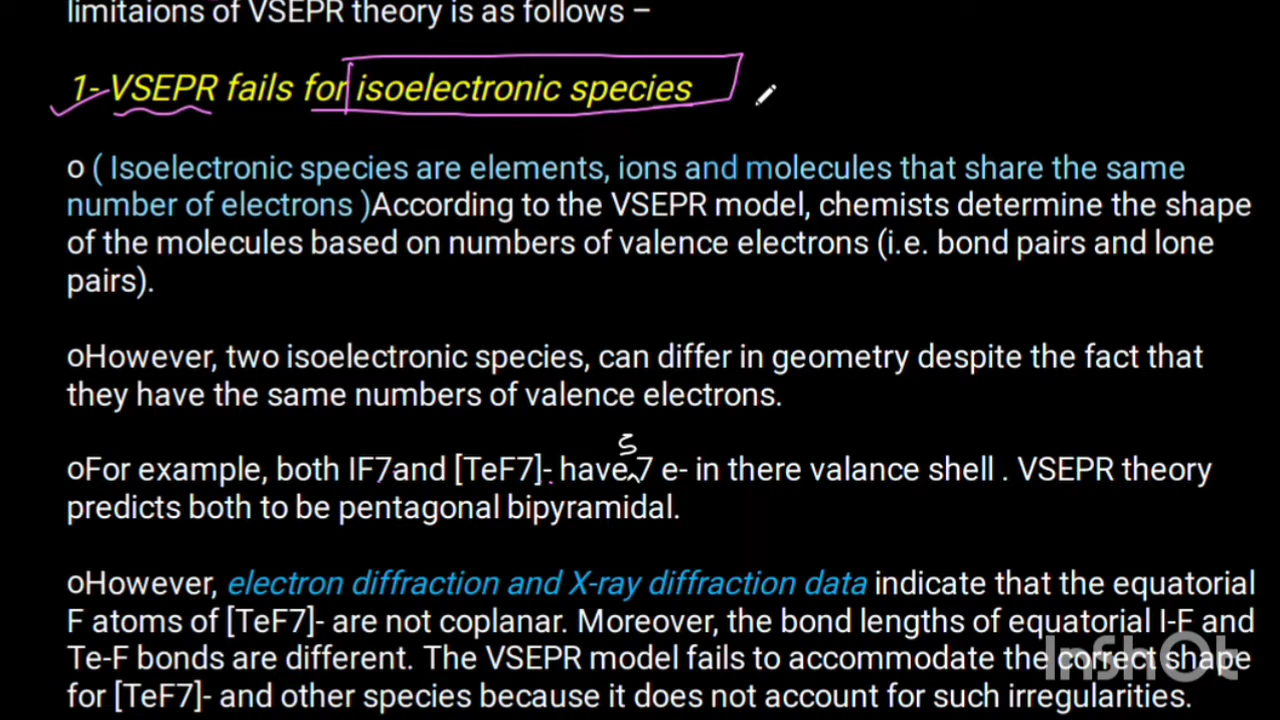 limitaions of VSEPR theory is as follows –
1- VSEPR fails for isoelectronic species
o ( Isoelectronic species are elements, ions and molecules that share the same
number of electrons )According to the VSEPR model, chemists determine the shape
of the molecules based on numbers of valence electrons (i.e. bond pairs and lone
pairs).
oHowever, two isoelectronic species, can differ in geometry despite the fact that
they have the same numbers of valence electrons.
5
oFor example, both IF7and [TeF7]- have 7 e- in there valance shell . VSEPR theory
predicts both to be pentagonal bipyramidal.
oHowever, electron diffraction and X-ray diffraction data indicate that the equatorial
F atoms of [TeF7]- are not coplanar. Moreover, the bond lengths of equatorial I-F and
Te-F bonds are different. The VSEPR model fails to accommodate the correct shape
for [TeF7]- and other species because it does not account for such irregularities.
InShOt